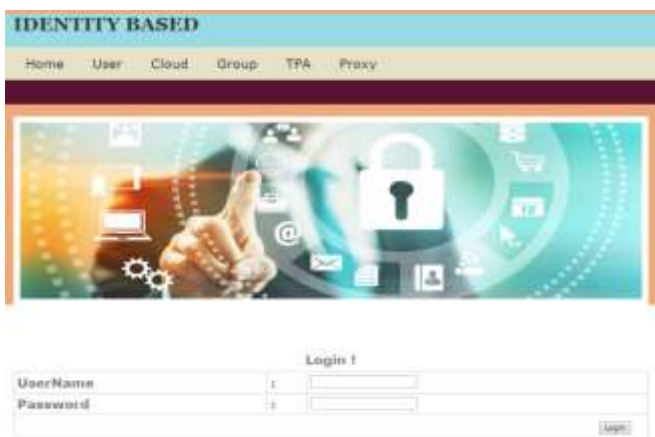 IDENTITY BASED
Home User Cloud Group TPA Proxy
@
Login !
UserName :
Password :
Login